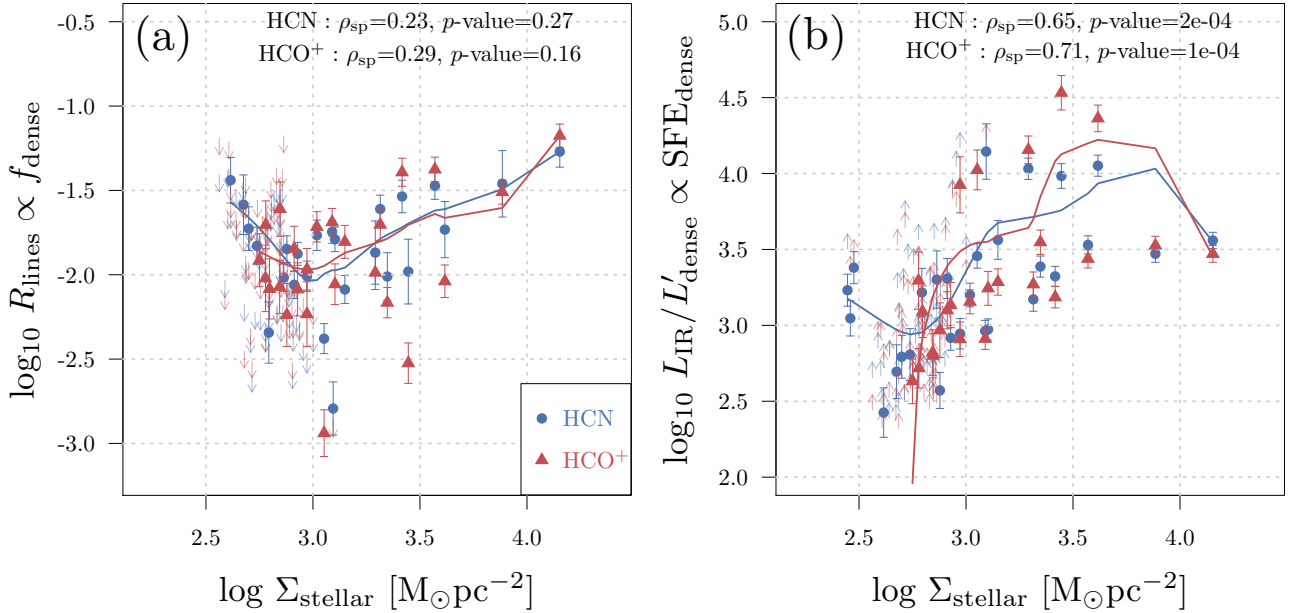 (a)
HCN : ρsp=0.23, p-value=0.27
HCO+ : ρsp=0.29, p-value=0.16
-0.5
-1.0
-1.5
-2.0
-2.5
-3.0
log10 Rlines ∝ fdense
HCN
HCO+
2.5 3.0 3.5 4.0
log Σstellar [M⊙pc−2]
(b)
HCN : ρsp=0.65, p-value=2e-04
HCO+ : ρsp=0.71, p-value=1e-04
5.0
4.5
4.0
3.5
3.0
2.5
2.0
log10 LIR/L′dense ∝ SFEdense
2.5 3.0 3.5 4.0
log Σstellar [M⊙pc−2]